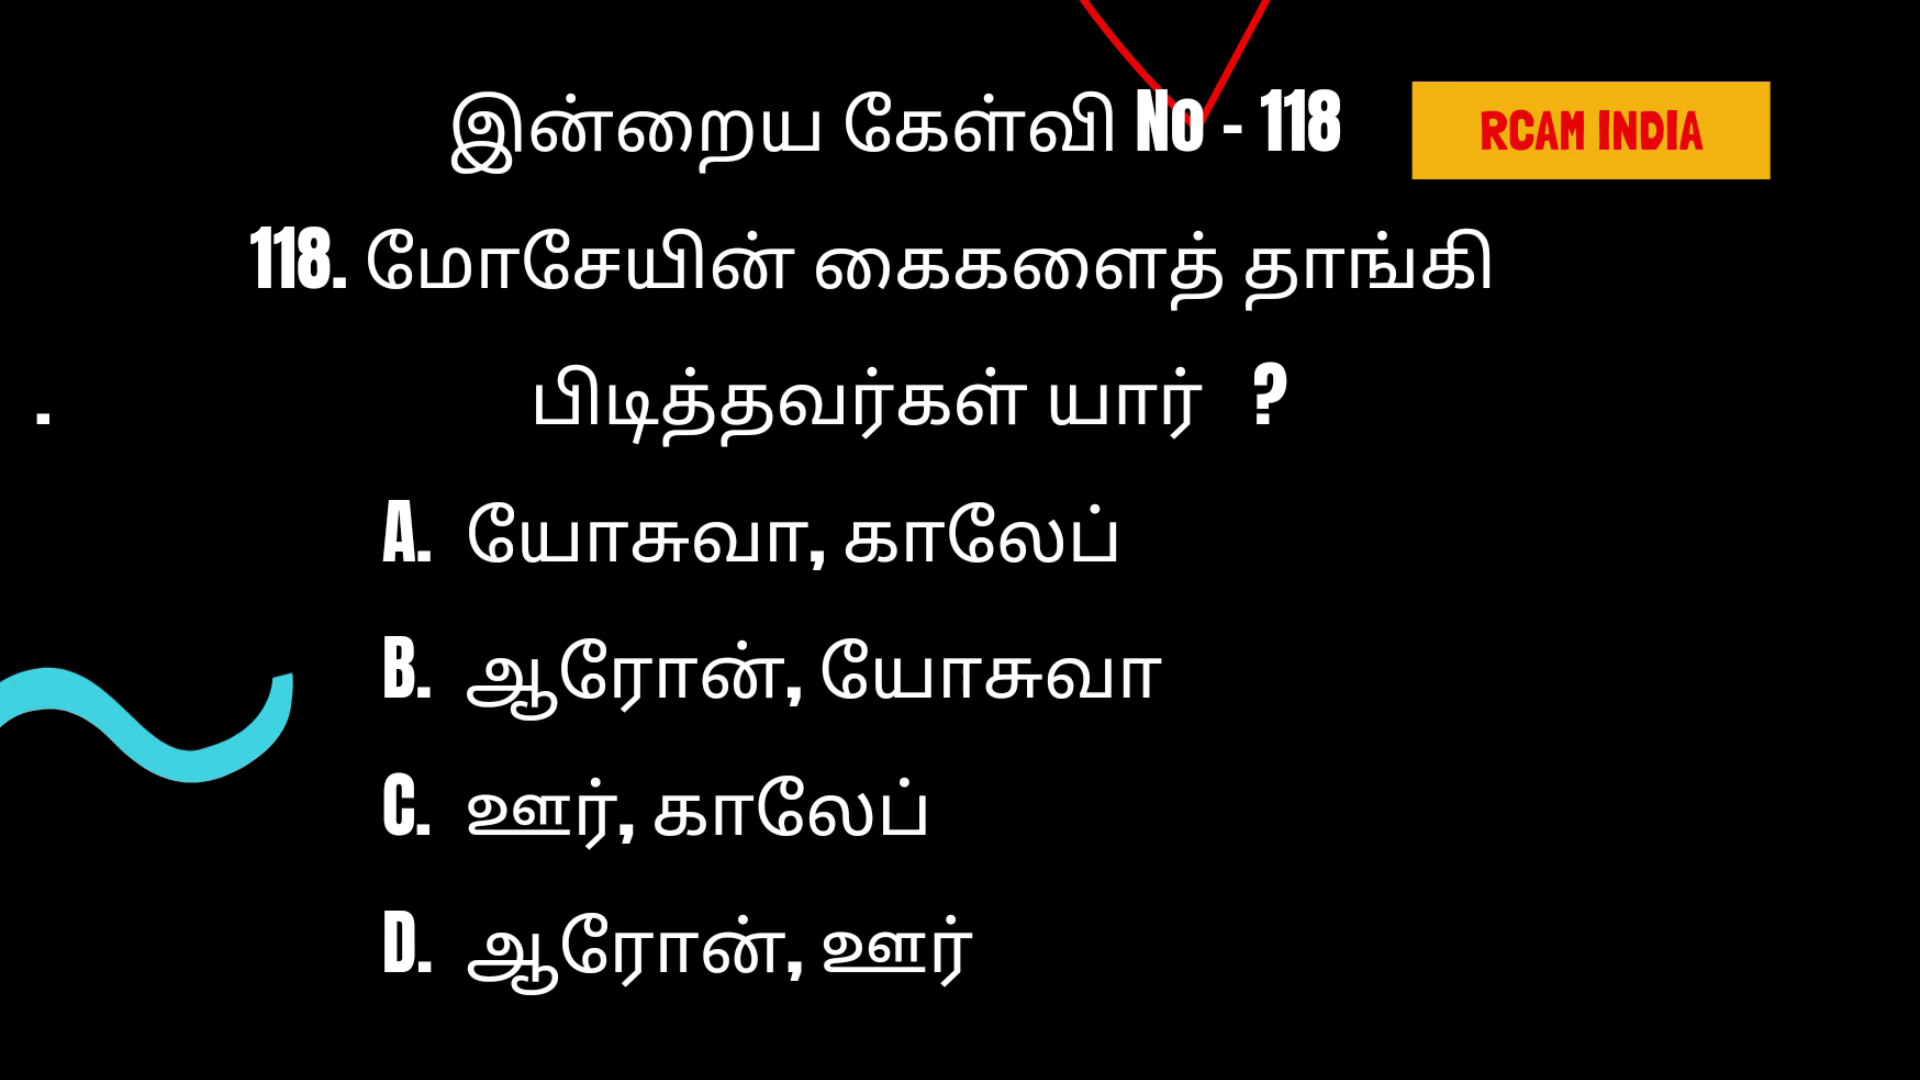 இன்றைய கேள்வி No - 118
RCAM INDIA
118. மோசேயின் கைகளைத் தாங்கி
. பிடித்தவர்கள் யார் ?
A. யோசுவா, காலேப்
B. ஆரோன், யோசுவா
C. ஊர், காலேப்
D. ஆரோன், ஊர்